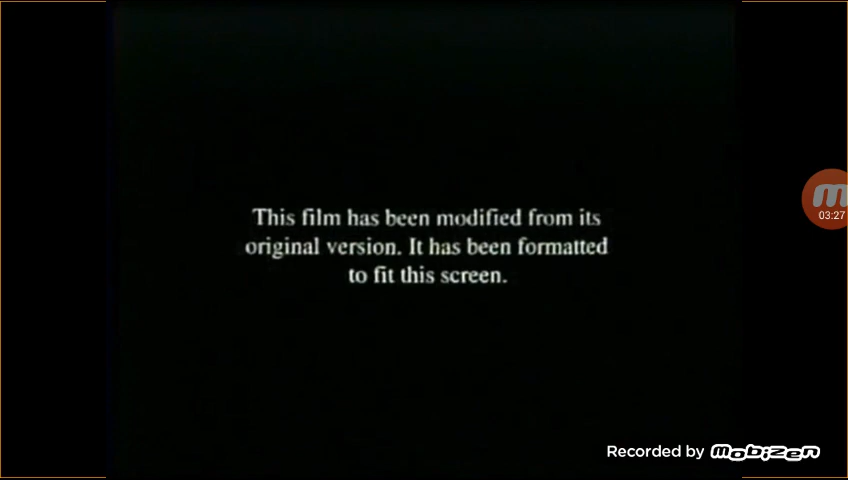 This film has been modified from its
original version. It has been formatted
to fit this screen.
03:27
Recorded by mobizen